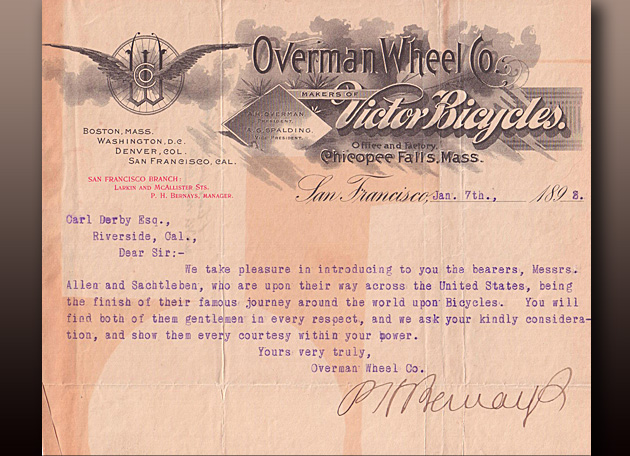 Overman Wheel Co.
MAKERS OF
Victor Bicycles.
A.H. OVERMAN.
PRESIDENT.
A.G. SPALDING.
VICE PRESIDENT.
Office and factory,
Chicopee Falls, Mass.
BOSTON, MASS.
WASHINGTON, D.C.
DENVER, COL.
SAN FRANCISCO, CAL.
SAN FRANCISCO BRANCH:
LARKIN AND MCALLISTER STS.
P. H. BERNAYS, MANAGER.
San Francisco, Jan. 7th., 1893.
Carl Derby Esq.,
Riverside, Cal.,
Dear Sir:-
We take pleasure in introducing to you the bearers, Messrs.
Allen and Sachtleben, who are upon their way across the United States, being
the finish of their famous journey around the world upon Bicycles. You will
find both of them gentlemen in every respect, and we ask your kindly considera-
tion, and show them every courtesy within your power.
Yours very truly,
Overman Wheel Co.
P H Bernays